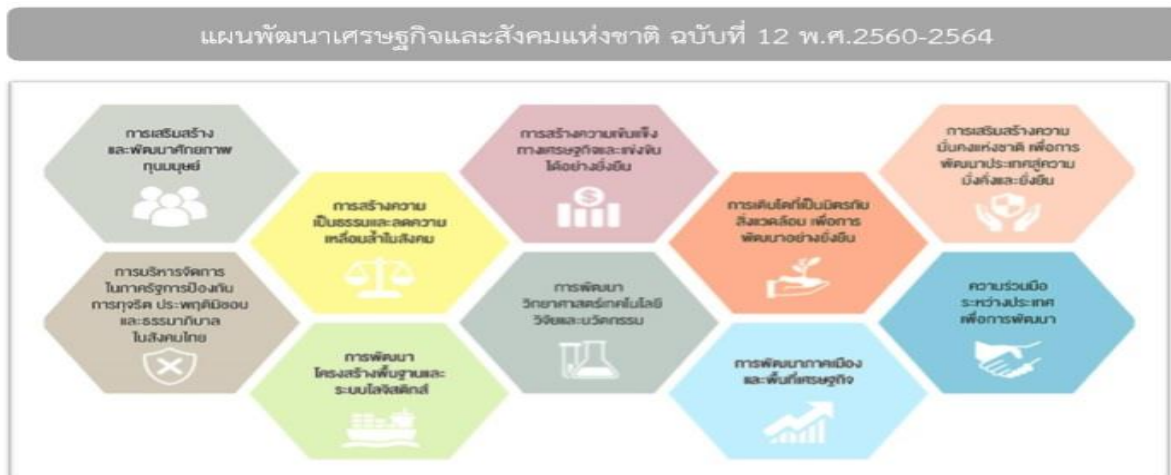 แผนพัฒนาเศรษฐกิจและสังคมแห่งชาติ ฉบับที่ 12 พ.ศ.2560-2564
การเสริมสร้าง
และพัฒนาศักยภาพ
ทุนมนุษย์
การสร้างความ
เป็นธรรมและลดความ
เหลื่อมล้ำในสังคม
การสร้างความเข้มแข็ง
ทางเศรษฐกิจและแข่งขัน
ได้อย่างยั่งยืน
การเติบโตที่เป็นมิตรกับ
สิ่งแวดล้อม เพื่อการ
พัฒนาอย่างยั่งยืน
การเสริมสร้างความ
มั่นคงแห่งชาติ เพื่อการ
พัฒนาประเทศสู่ความ
มั่งคั่งและยั่งยืน
การบริหารจัดการ
ในภาครัฐการป้องกัน
การทุจริต ประพฤติมิชอบ
และธรรมาภิบาล
ในสังคมไทย
การพัฒนา
โครงสร้างพื้นฐานและ
ระบบโลจิสติกส์
การพัฒนา
วิทยาศาสตร์เทคโนโลยี
วิจัยและนวัตกรรม
การพัฒนาภาคเมือง
และพื้นที่เศรษฐกิจ
ความร่วมมือ
ระหว่างประเทศ
เพื่อการพัฒนา